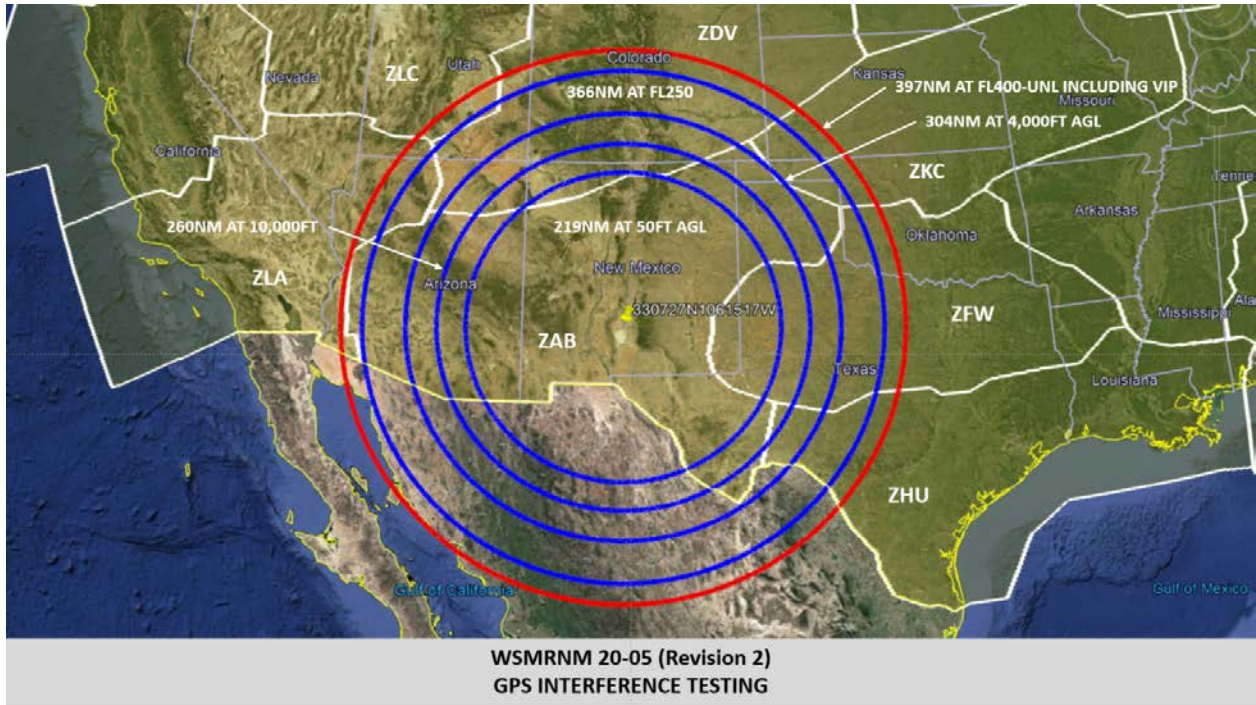 ZDV
Colorado
Nevada
ZLC
Utah
Kansas
366NM AT FL250
397NM AT FL400-UNL INCLUDING VIP
Missouri
304NM AT 4,000FT AGL
California
ZKC
Tenne
Arkansas
260NM AT 10,000FT
219NM AT 50FT AGL
Oklahoma
New Mexico
ZLA
Arizona
330727N1061517W
Mississippi
Ala
ZAB
ZFW
Texas
Louisiana
ZHU
Gulf of California
Gulf of Mexico
WSMRNM 20-05 (Revision 2)
GPS INTERFERENCE TESTING